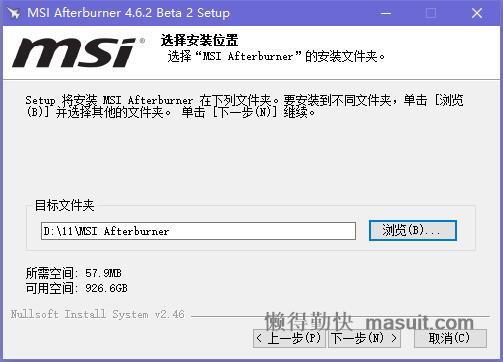 MSI Afterburner 4.6.2 Beta 2 Setup
msi
选择安装位置
选择“MSI Afterburner”的安装文件夹。
Setup 将安装 MSI Afterburner 在下列文件夹。要安装到不同文件夹，单击 [浏览
(B)] 并选择其他的文件夹。 单击 [下一步(N)] 继续。
目标文件夹
D:\11\MSI Afterburner
浏览(B)...
所需空间: 57.9MB
可用空间: 926.6GB
Nullsoft Install System v2.46
懒得勤快 masuit.com
< 上一步(P)
下一步(N) >
取消(C)